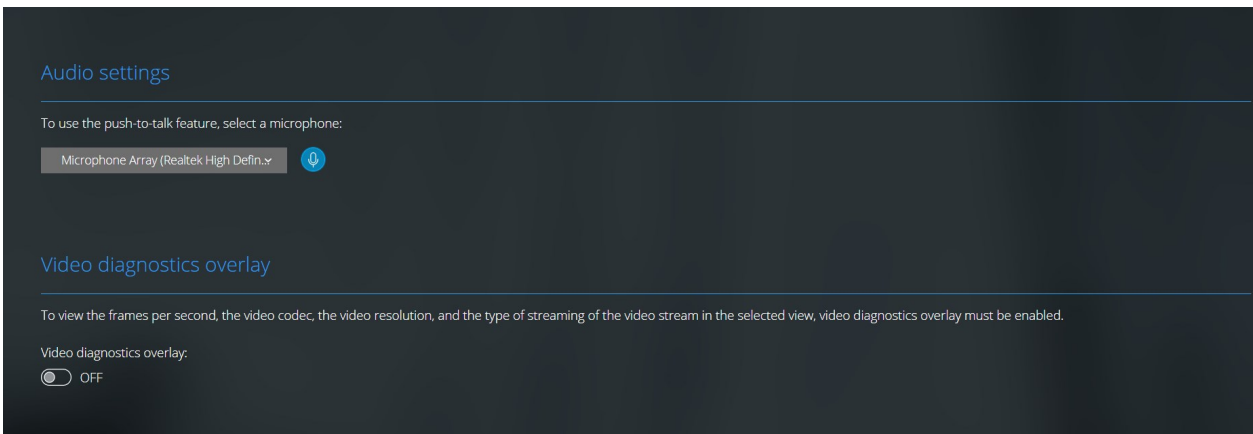 Audio settings
To use the push-to-talk feature, select a microphone:
Microphone Array (Realtek High Defin...
Video diagnostics overlay
To view the frames per second, the video codec, the video resolution, and the type of streaming of the video stream in the selected view, video diagnostics overlay must be enabled.
Video diagnostics overlay:
OFF